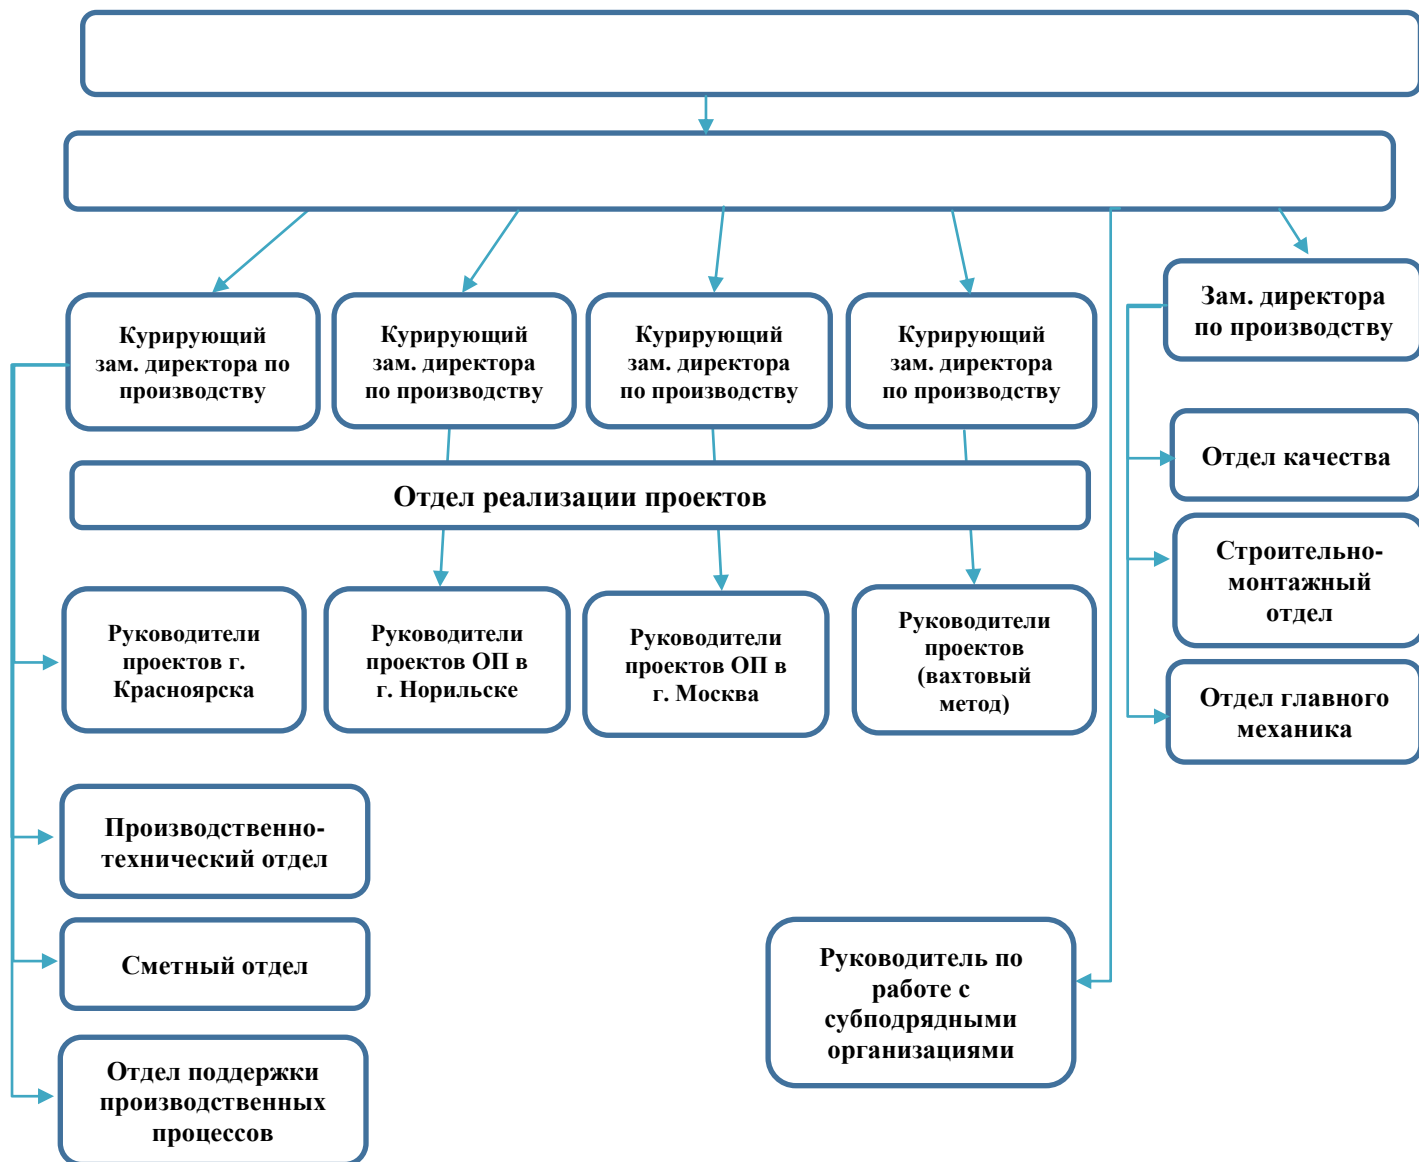 Зам. директора
по производству
Курирующий
зам. директора по
производству
Курирующий
зам. директора
по производству
Курирующий
зам. директора
по производству
Курирующий
зам. директора
по производству
Отдел качества
Отдел реализации проектов
Строительно-
монтажный
отдел
Руководители
проектов г.
Красноярска
Руководители
проектов ОП в
г. Норильске
Руководители
проектов ОП в
г. Москва
Руководители
проектов
(вахтовый
метод)
Отдел главного
механика
Производственно-
технический отдел
Сметный отдел
Руководитель по
работе с
субподрядными
организациями
Отдел поддержки
производственных
процессов